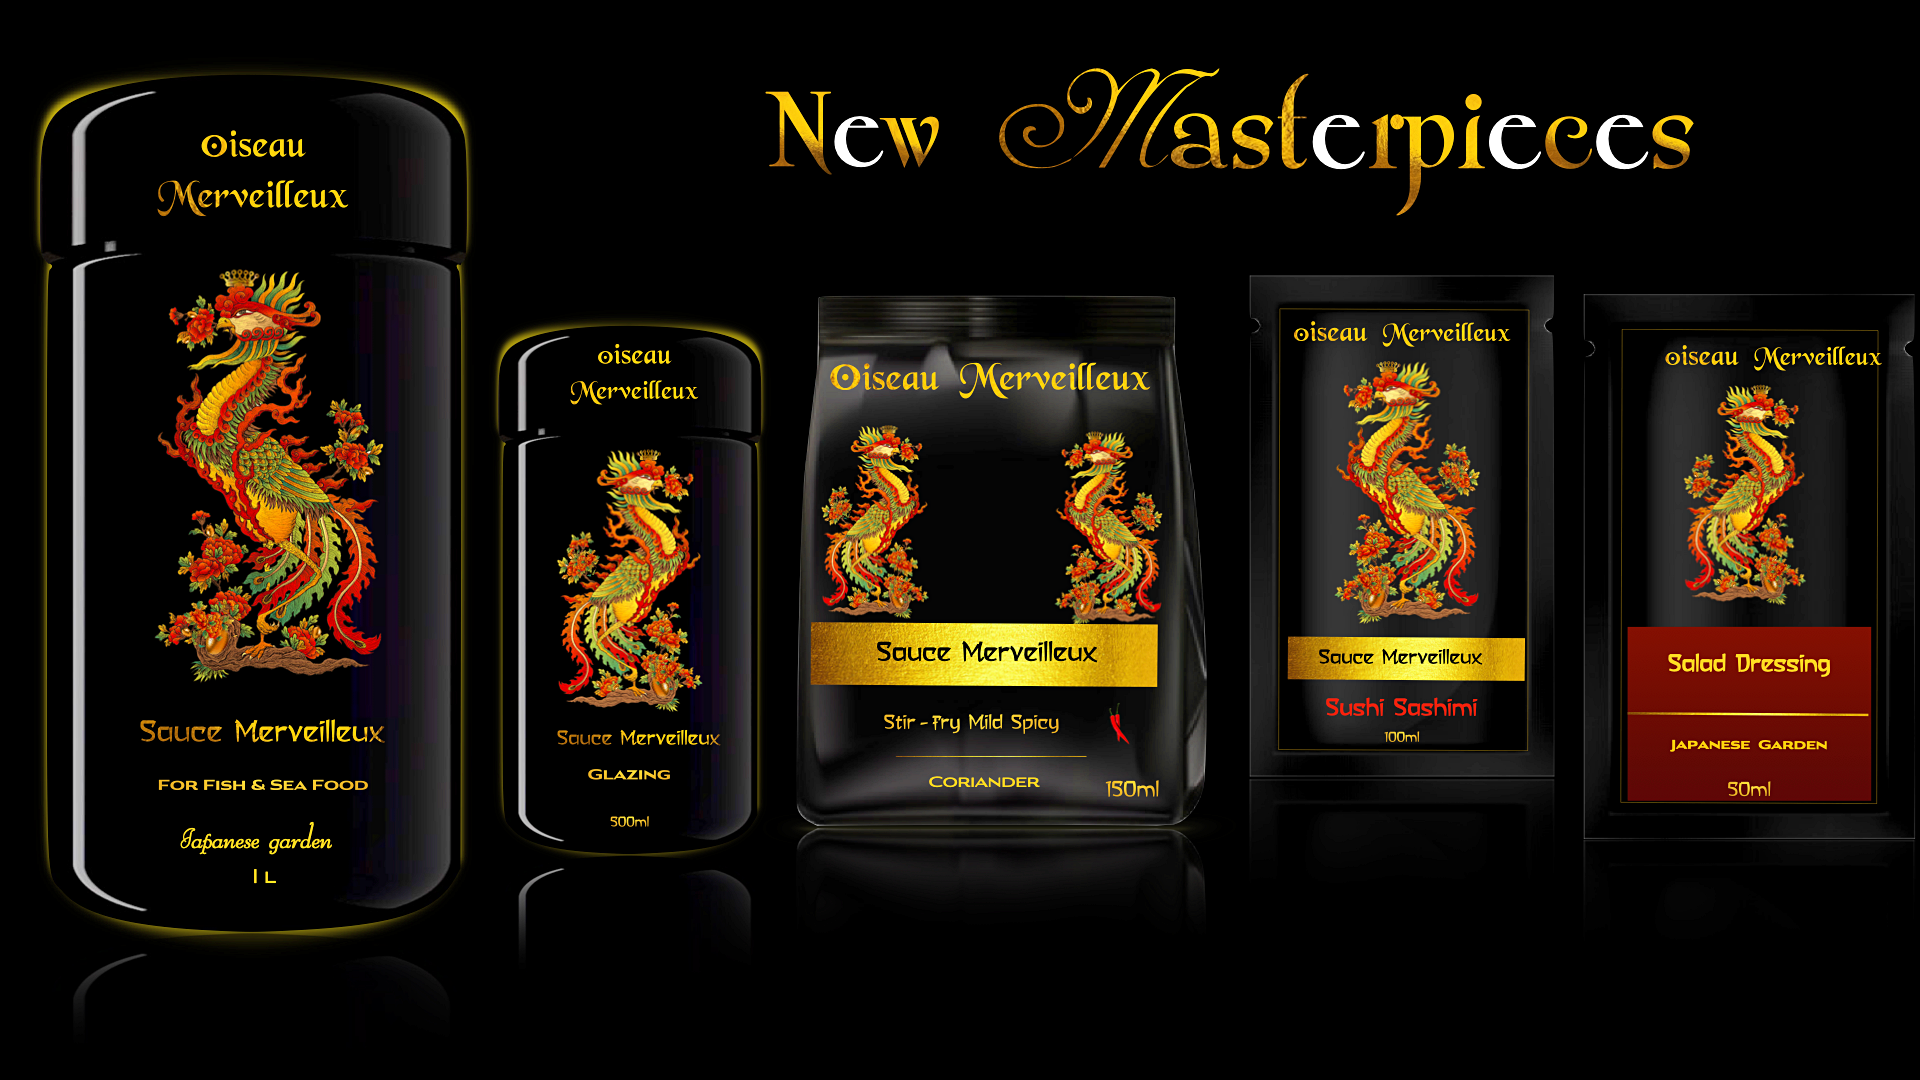 New Masterpieces
Oiseau
Merveilleux
Sauce Merveilleux
For Fish & Sea Food
Japanese garden
1 L
Oiseau
Merveilleux
Sauce Merveilleux
Glazing
500ml
Oiseau Merveilleux
Sauce Merveilleux
Stir - Fry Mild Spicy
Coriander
150ml
Oiseau Merveilleux
Sauce Merveilleux
Sushi Sashimi
100ml
Oiseau Merveilleux
Salad Dressing
Japanese Garden
50ml